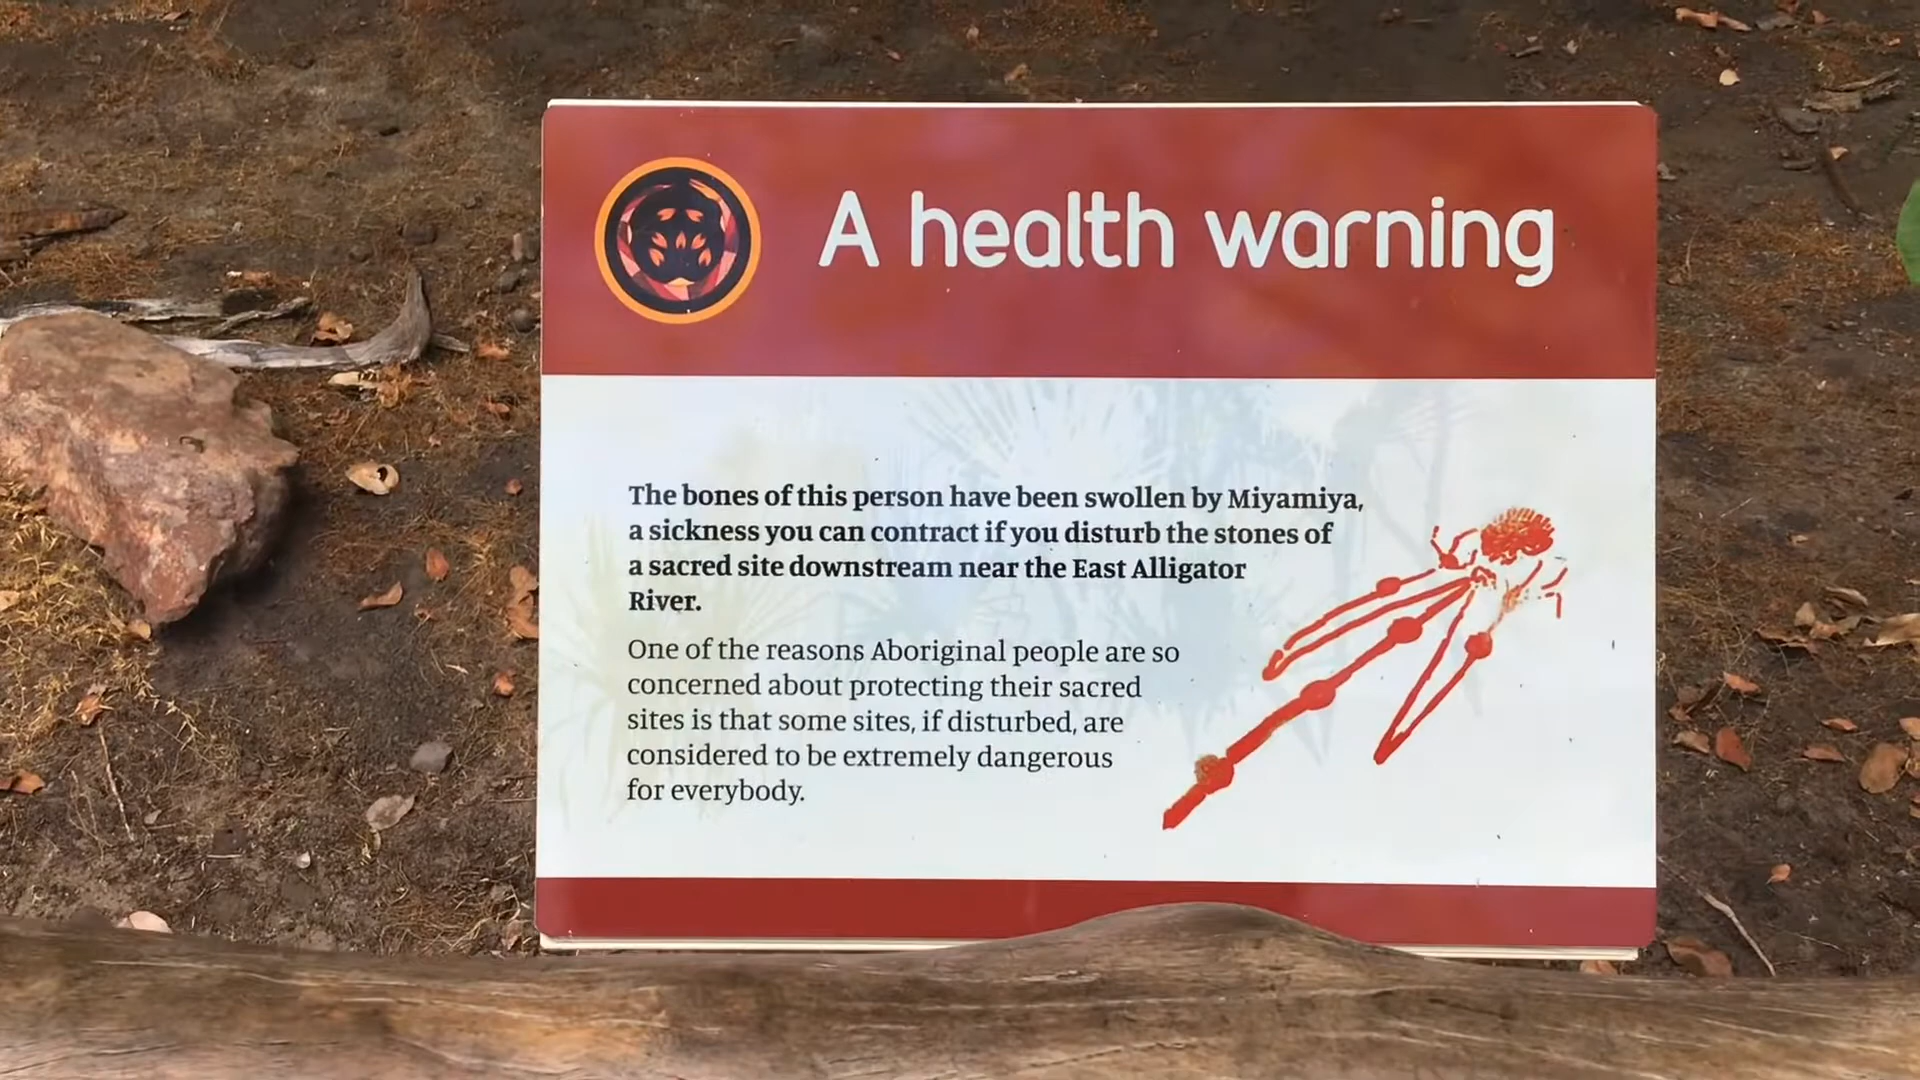 A health warning
The bones of this person have been swollen by Miyamiya,
a sickness you can contract if you disturb the stones of
a sacred site downstream near the East Alligator
River.
One of the reasons Aboriginal people are so
concerned about protecting their sacred
sites is that some sites, if disturbed, are
considered to be extremely dangerous
for everybody.